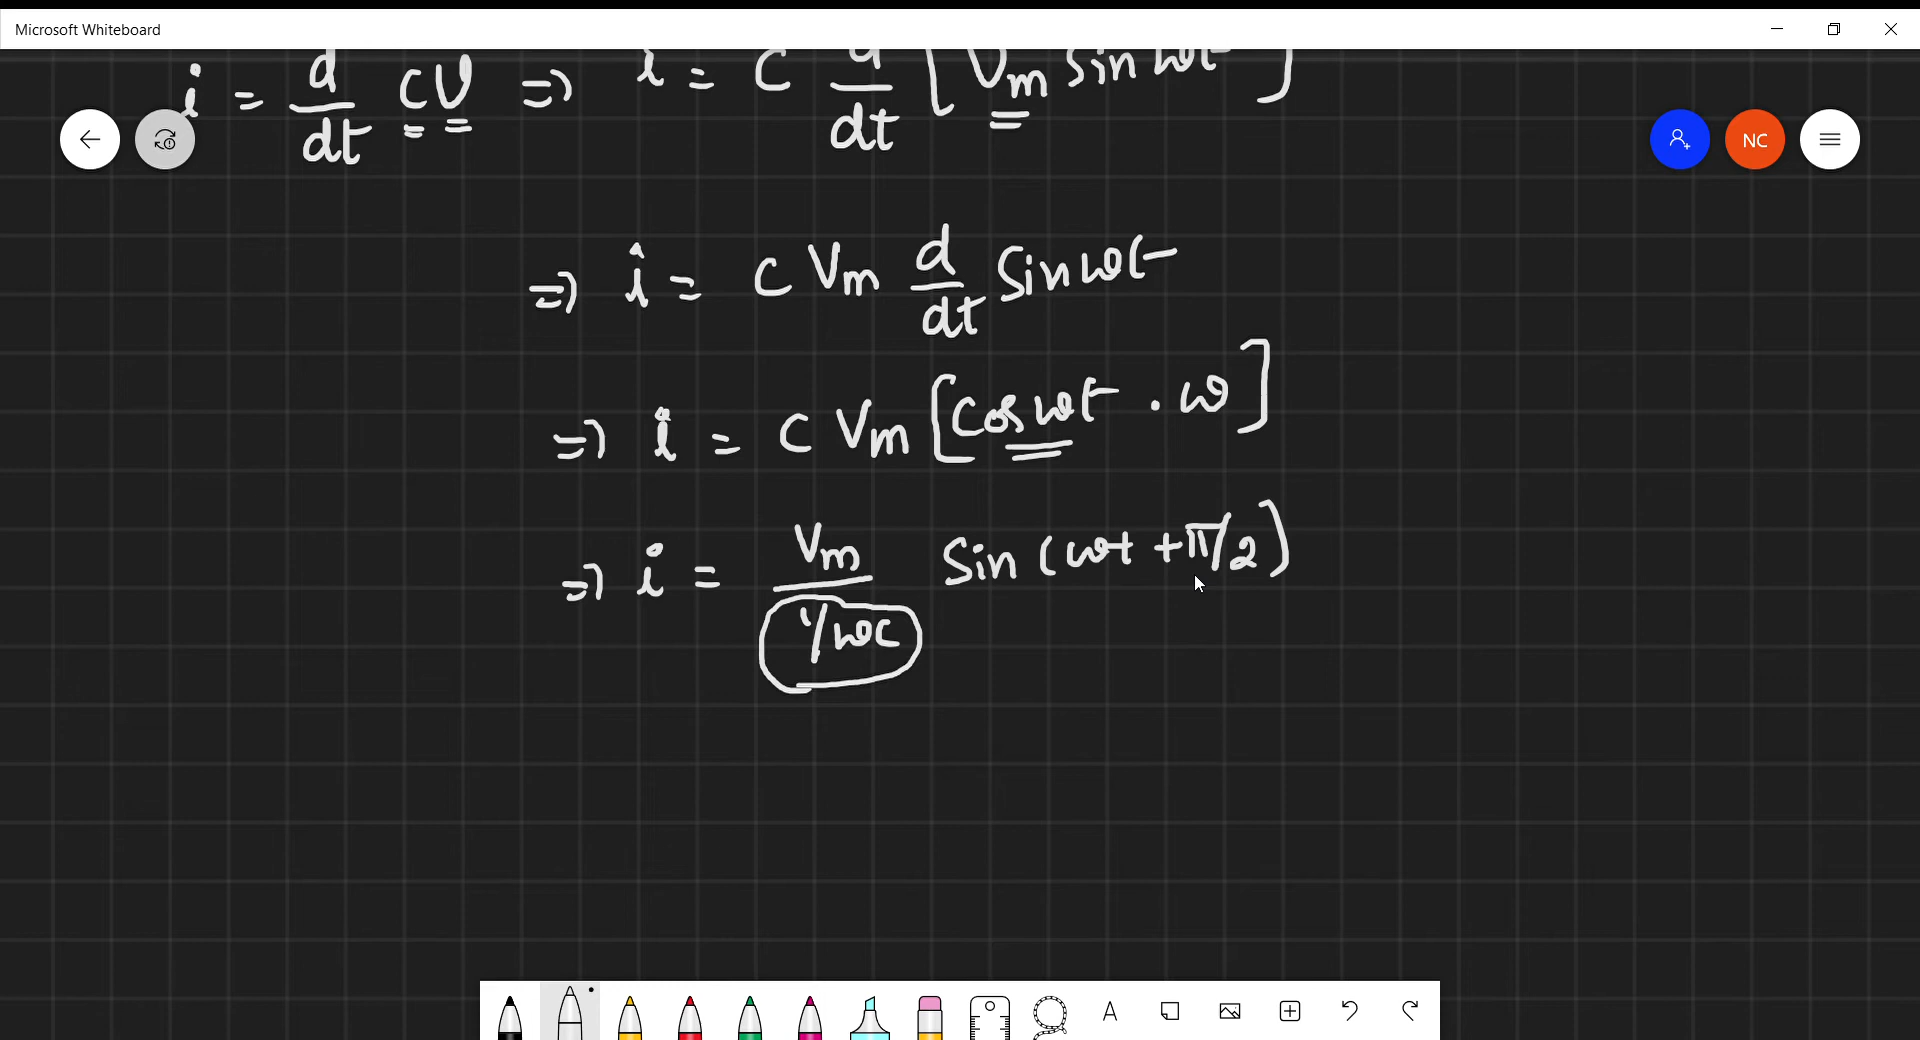 Microsoft Whiteboard
i = d/dt CV ⇒ i = C d/dt [Vm Sin ωt]
NC
⇒ i = C Vm d/dt Sin ωt
⇒ i = C Vm [Cos ωt . ω]
⇒ i = Vm/(1/ωC) Sin (ωt + π/2)
A